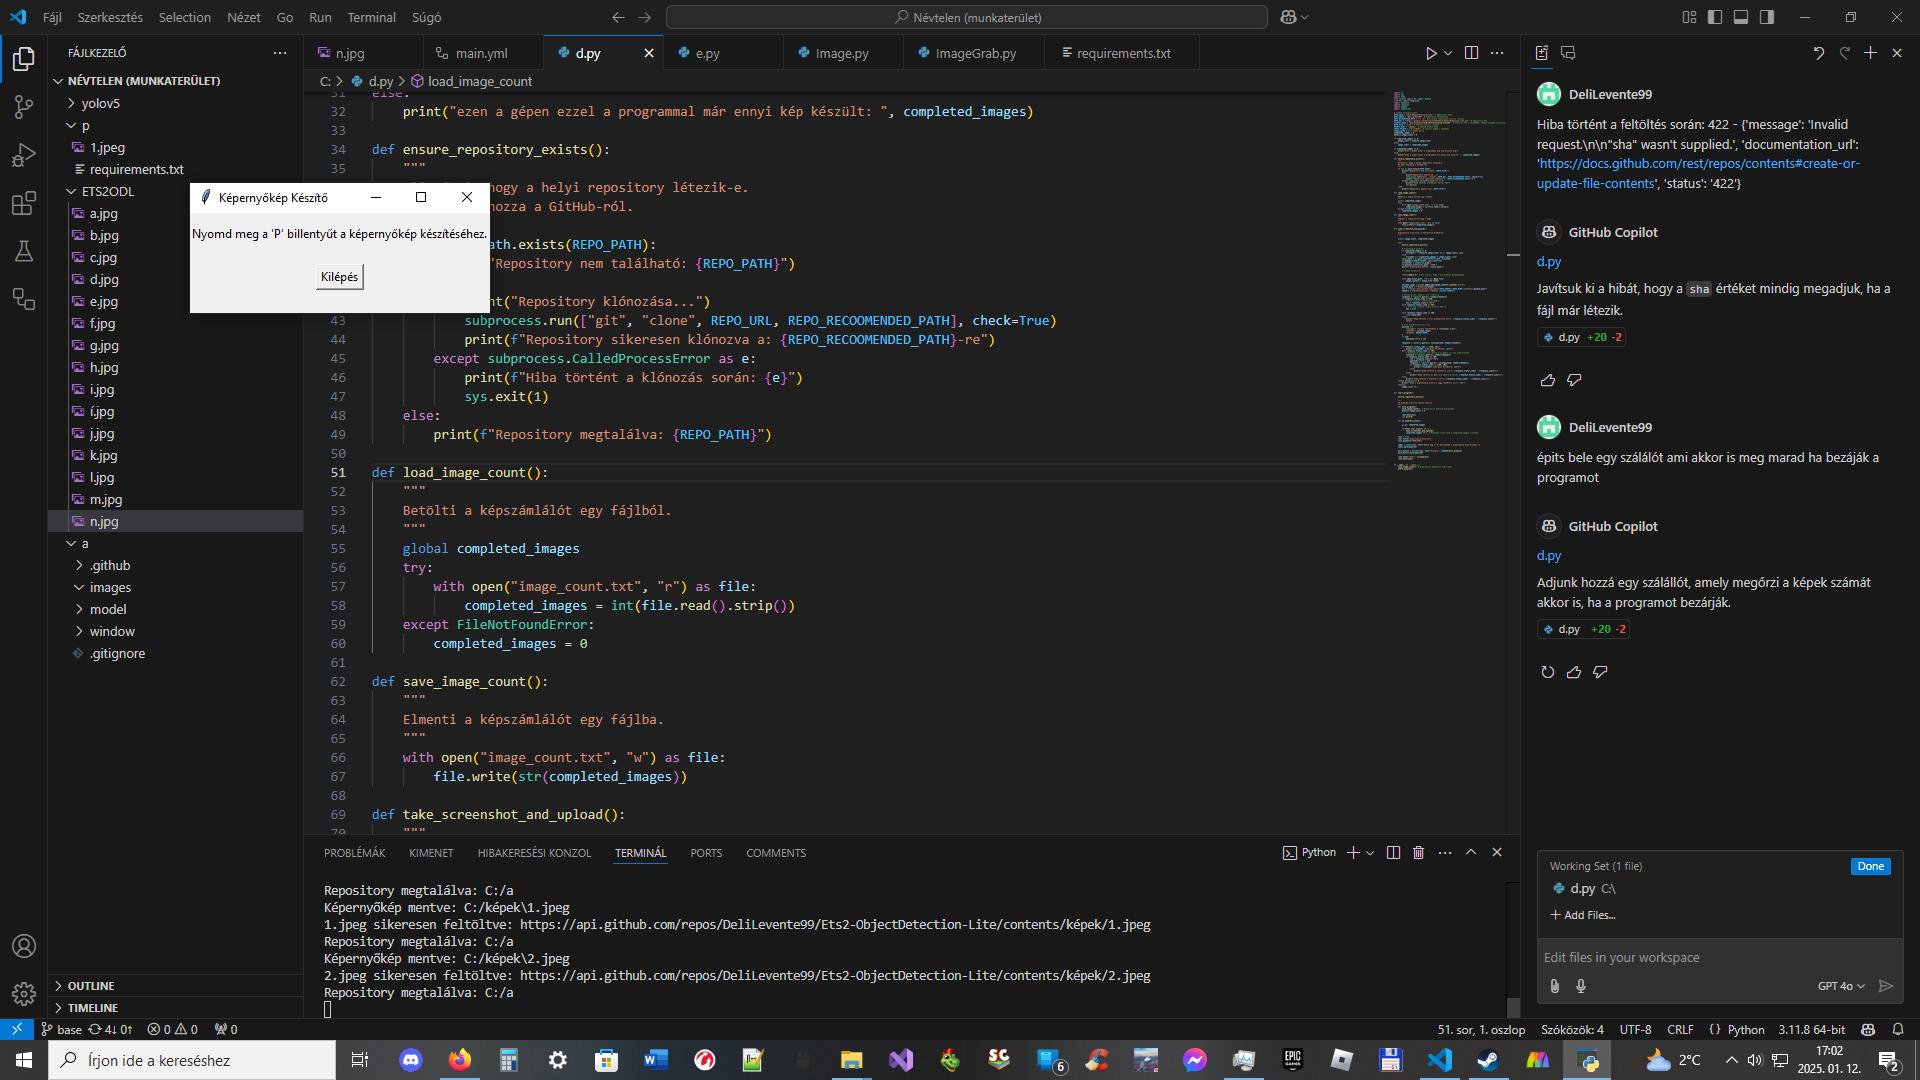 Fájl Szerkesztés Selection Nézet Go Run Terminal Súgó
Névtelen (munkaterület)
FÁJLKEZELŐ
NÉVTELEN (MUNKATERÜLET)
yolov5
p
1.jpeg
requirements.txt
ETS2ODL
a.jpg
b.jpg
c.jpg
d.jpg
e.jpg
f.jpg
g.jpg
h.jpg
i.jpg
í.jpg
j.jpg
k.jpg
l.jpg
m.jpg
n.jpg
a
.github
images
model
window
.gitignore
OUTLINE
TIMELINE
n.jpg main.yml d.py e.py Image.py ImageGrab.py requirements.txt
C: > d.py > load_image_count
31 else:
32 print("ezen a gépen ezzel a programmal már ennyi kép készült: ", completed_images)
33
34 def ensure_repository_exists():
35 """
hogy a helyi repository létezik-e.
nozza a GitHub-ról.
ath.exists(REPO_PATH):
"Repository nem található: {REPO_PATH}")
nt("Repository klónozása...")
43 subprocess.run(["git", "clone", REPO_URL, REPO_RECOOMENDED_PATH], check=True)
44 print(f"Repository sikeresen klónozva a: {REPO_RECOOMENDED_PATH}-re")
45 except subprocess.CalledProcessError as e:
46 print(f"Hiba történt a klónozás során: {e}")
47 sys.exit(1)
48 else:
49 print(f"Repository megtalálva: {REPO_PATH}")
50
51 def load_image_count():
52 """
53 Betölti a képszámlálót egy fájlból.
54 """
55 global completed_images
56 try:
57 with open("image_count.txt", "r") as file:
58 completed_images = int(file.read().strip())
59 except FileNotFoundError:
60 completed_images = 0
61
62 def save_image_count():
63 """
64 Elmenti a képszámlálót egy fájlba.
65 """
66 with open("image_count.txt", "w") as file:
67 file.write(str(completed_images))
68
69 def take_screenshot_and_upload():
70 """
Képernyőkép Készítő
Nyomd meg a 'P' billentyűt a képernyőkép készítéséhez.
Kilépés
PROBLÉMÁK KIMENET HIBAKERESÉSI KONZOL TERMINÁL PORTS COMMENTS
Python
Repository megtalálva: C:/a
Képernyőkép mentve: C:/képek\1.jpeg
1.jpeg sikeresen feltöltve: https://api.github.com/repos/DeliLevente99/Ets2-ObjectDetection-Lite/contents/képek/1.jpeg
Repository megtalálva: C:/a
Képernyőkép mentve: C:/képek\2.jpeg
2.jpeg sikeresen feltöltve: https://api.github.com/repos/DeliLevente99/Ets2-ObjectDetection-Lite/contents/képek/2.jpeg
Repository megtalálva: C:/a
DeliLevente99
Hiba történt a feltöltés során: 422 - {'message': 'Invalid
request.\n\n"sha" wasn't supplied.', 'documentation_url':
'https://docs.github.com/rest/repos/contents#create-or-
update-file-contents', 'status': '422'}
GitHub Copilot
d.py
Javítsuk ki a hibát, hogy a sha értéket mindig megadjuk, ha a
fájl már létezik.
d.py +20 -2
DeliLevente99
épits bele egy szálálót ami akkor is meg marad ha bezáják a
programot
GitHub Copilot
d.py
Adjunk hozzá egy szálállót, amely megőrzi a képek számát
akkor is, ha a programot bezárják.
d.py +20 -2
Working Set (1 file)
Done
d.py C:\
Add Files...
Edit files in your workspace
GPT 4o
base 4↓ 0↑ 0 0 0
51. sor, 1. oszlop Szóközök: 4 UTF-8 CRLF {} Python 3.11.8 64-bit
Írjon ide a kereséshez
6
2°C
17:02
2025. 01. 12.
2